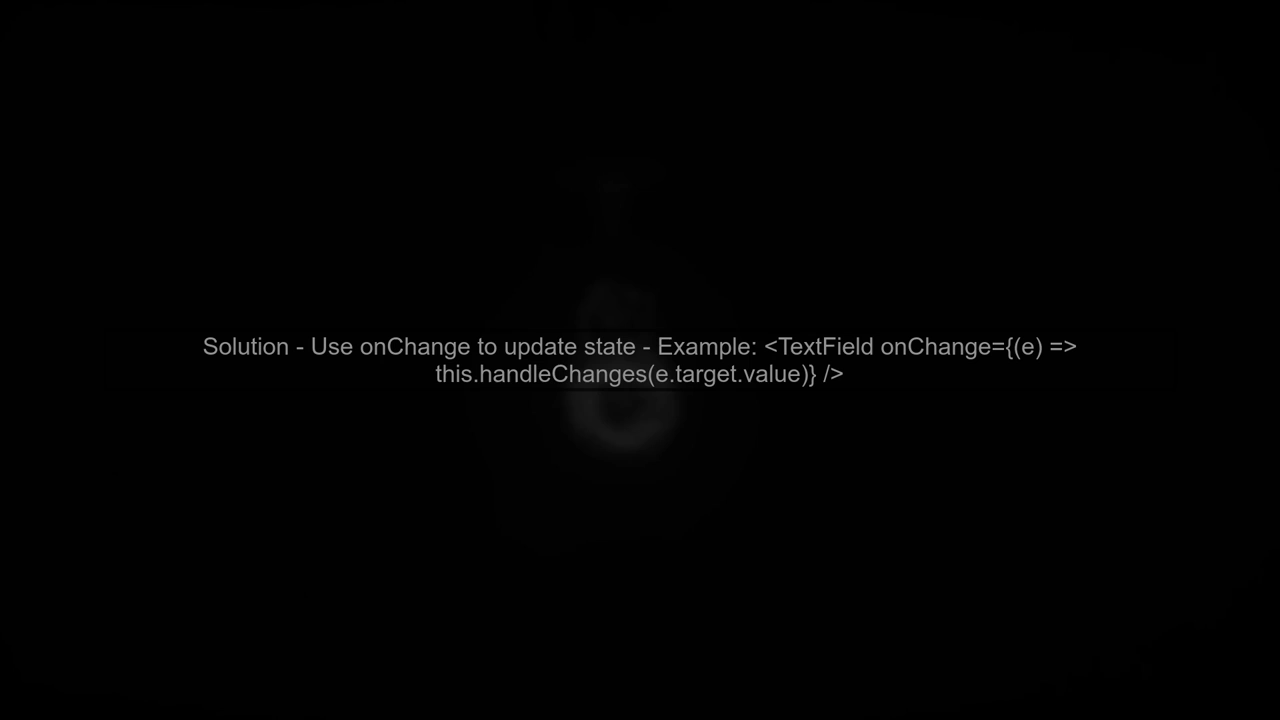 Solution - Use onChange to update state - Example: <TextField onChange={(e) =>
this.handleChanges(e.target.value)} />